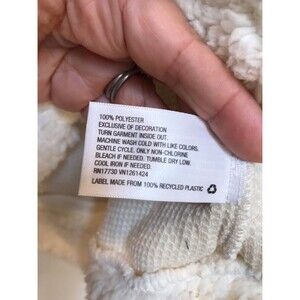 100% POLYESTER
EXCLUSIVE OF DECORATION
TURN GARMENT INSIDE OUT.
MACHINE WASH COLD WITH LIKE COLORS.
GENTLE CYCLE, ONLY NON-CHLORINE
BLEACH IF NEEDED. TUMBLE DRY LOW.
COOL IRON IF NEEDED.
RN17730 VN1261424
LABEL MADE FROM 100% RECYCLED PLASTIC